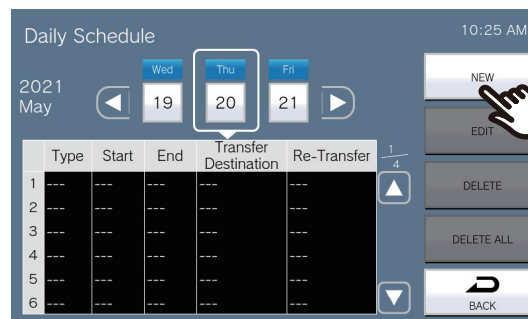 Daily Schedule
10:25 AM
2021
May
Wed
19
Thu
20
Fri
21
NEW
EDIT
DELETE
DELETE ALL
BACK
Type Start End Transfer Destination Re-Transfer 1/4
1 --- --- --- --- ---
2 --- --- --- --- ---
3 --- --- --- --- ---
4 --- --- --- --- ---
5 --- --- --- --- ---
6 --- --- --- --- ---